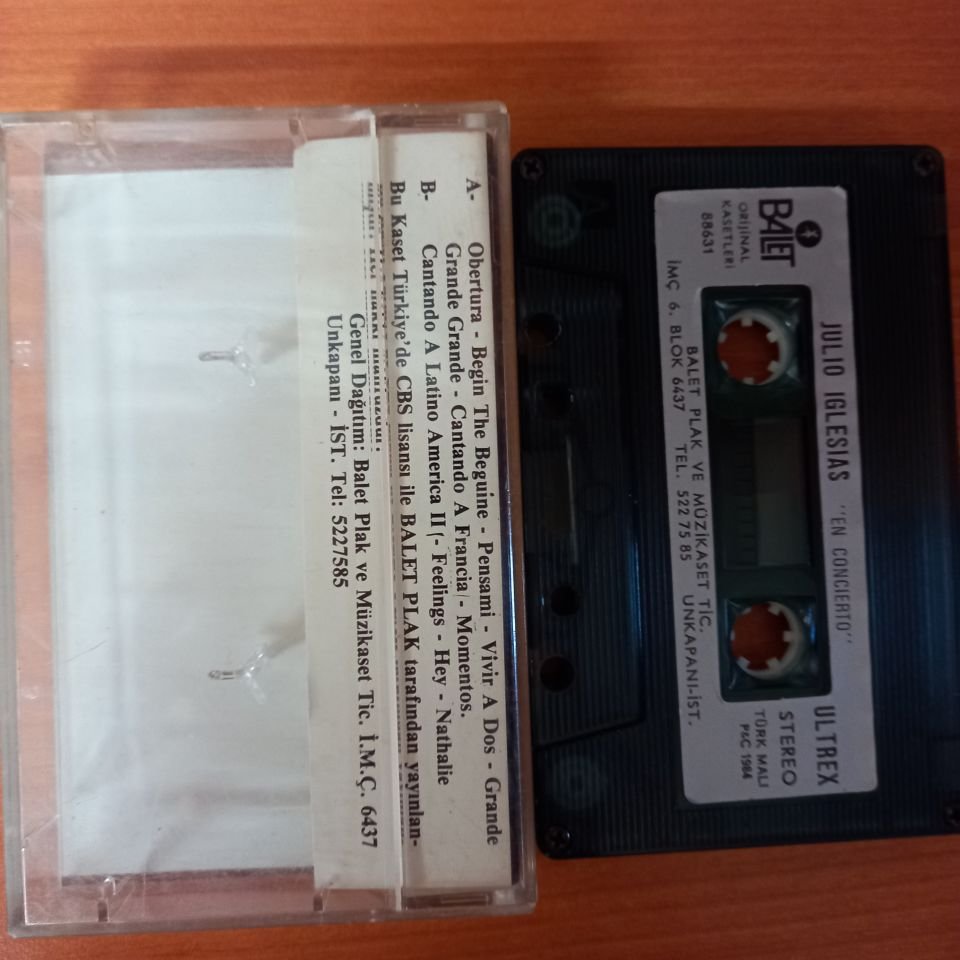 A- Obertura - Begin The Beguine - Pensami - Vivir A Dos - Grande
Grande Grande - Cantando A Francia - Momentos.
B- Cantando A Latino America II - Feelings - Hey - Nathalie
Bu Kaset Türkiye'de CBS lisansı ile BALET PLAK tarafından yayınlan-
Genel Dağıtım: Balet Plak ve Müzikaset Tic. İ.M.Ç. 6437
Unkapanı - İST. Tel: 5227585
JULIO IGLESIAS "EN CONCIERTO"
BALET
ORİJİNAL
KASETLERİ
88631
ULTREX
STEREO
TÜRK MALI
P&C 1984
BALET PLAK VE MÜZİKASET TİC.
İMÇ 6. BLOK 6437 TEL. 522 75 85 UNKAPANI-İST.